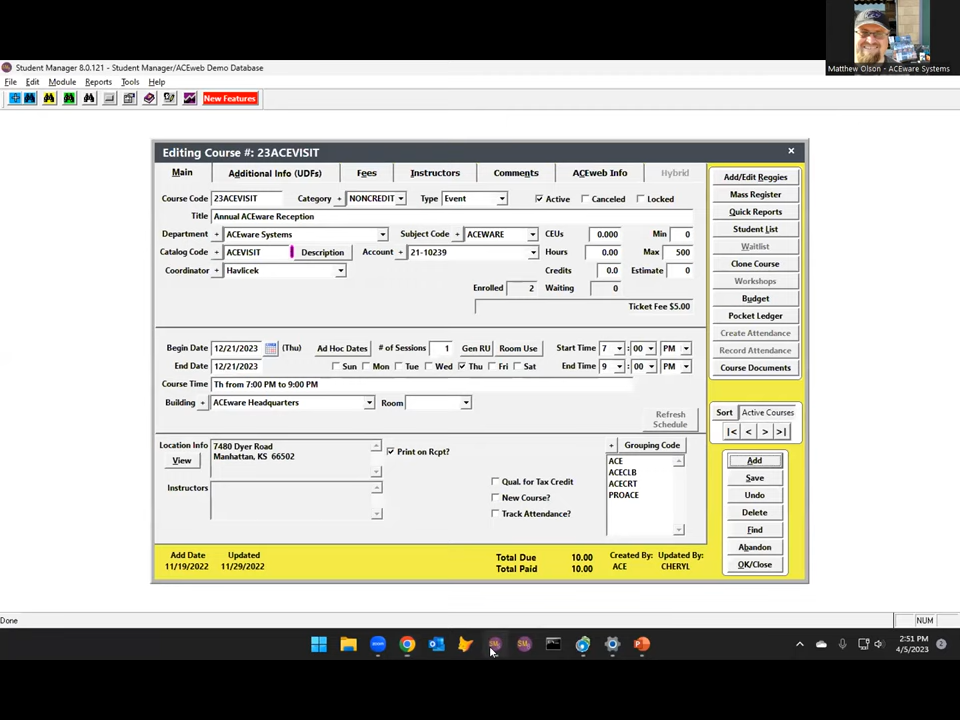 Matthew Olson - ACEware Systems
Student Manager 8.0.121 - Student Manager/ACEweb Demo Database
File Edit Module Reports Tools Help
New Features
Editing Course #: 23ACEVISIT
Main Additional Info (UDFs) Fees Instructors Comments ACEweb Info Hybrid
Course Code 23ACEVISIT Category + NONCREDIT Type Event Active Canceled Locked
Title Annual ACEware Reception
Department + ACEware Systems Subject Code + ACEWARE CEUs 0.000 Min 0
Catalog Code + ACEVISIT Description Account + 21-10239 Hours 0.00 Max 500
Coordinator + Havlicek Credits 0.0 Estimate 0
Enrolled 2 Waiting 0
Ticket Fee $5.00
Begin Date 12/21/2023 (Thu) Ad Hoc Dates # of Sessions 1 Gen RU Room Use Start Time 7 : 00 PM
End Date 12/21/2023 Sun Mon Tue Wed Thu Fri Sat End Time 9 : 00 PM
Course Time Th from 7:00 PM to 9:00 PM
Building + ACEware Headquarters Room
Refresh
Schedule
Location Info 7480 Dyer Road
Manhattan, KS 66502
View
Print on Rcpt?
Instructors
Qual. for Tax Credit
New Course?
Track Attendance?
+ Grouping Code
ACE
ACECLB
ACECRT
PROACE
Add Date Updated
11/19/2022 11/29/2022
Total Due 10.00
Total Paid 10.00
Created By: Updated By:
ACE CHERYL
Add/Edit Reggies
Mass Register
Quick Reports
Student List
Waitlist
Clone Course
Workshops
Budget
Pocket Ledger
Create Attendance
Record Attendance
Course Documents
Sort Active Courses
|< < > >|
Add
Save
Undo
Delete
Find
Abandon
OK/Close
Done
NUM
2:51 PM
4/5/2023